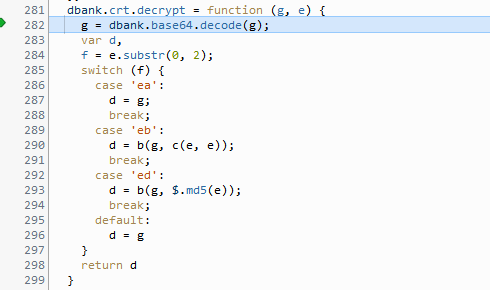 281 dbank.crt.decrypt = function (g, e) {
282 g = dbank.base64.decode(g);
283 var d,
284 f = e.substr(0, 2);
285 switch (f) {
286 case 'ea':
287 d = g;
288 break;
289 case 'eb':
290 d = b(g, c(e, e));
291 break;
292 case 'ed':
293 d = b(g, $.md5(e));
294 break;
295 default:
296 d = g
297 }
298 return d
299 }